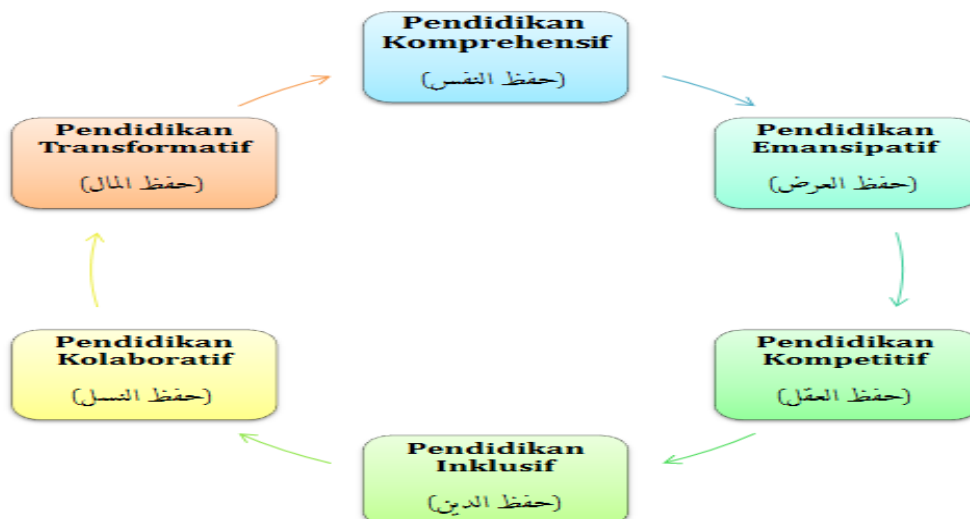 Pendidikan
Komprehensif
(حفظ النفس)
Pendidikan
Emansipatif
(حفظ العرض)
Pendidikan
Kompetitif
(حفظ العقل)
Pendidikan
Inklusif
(حفظ الدين)
Pendidikan
Kolaboratif
(حفظ النسل)
Pendidikan
Transformatif
(حفظ المال)